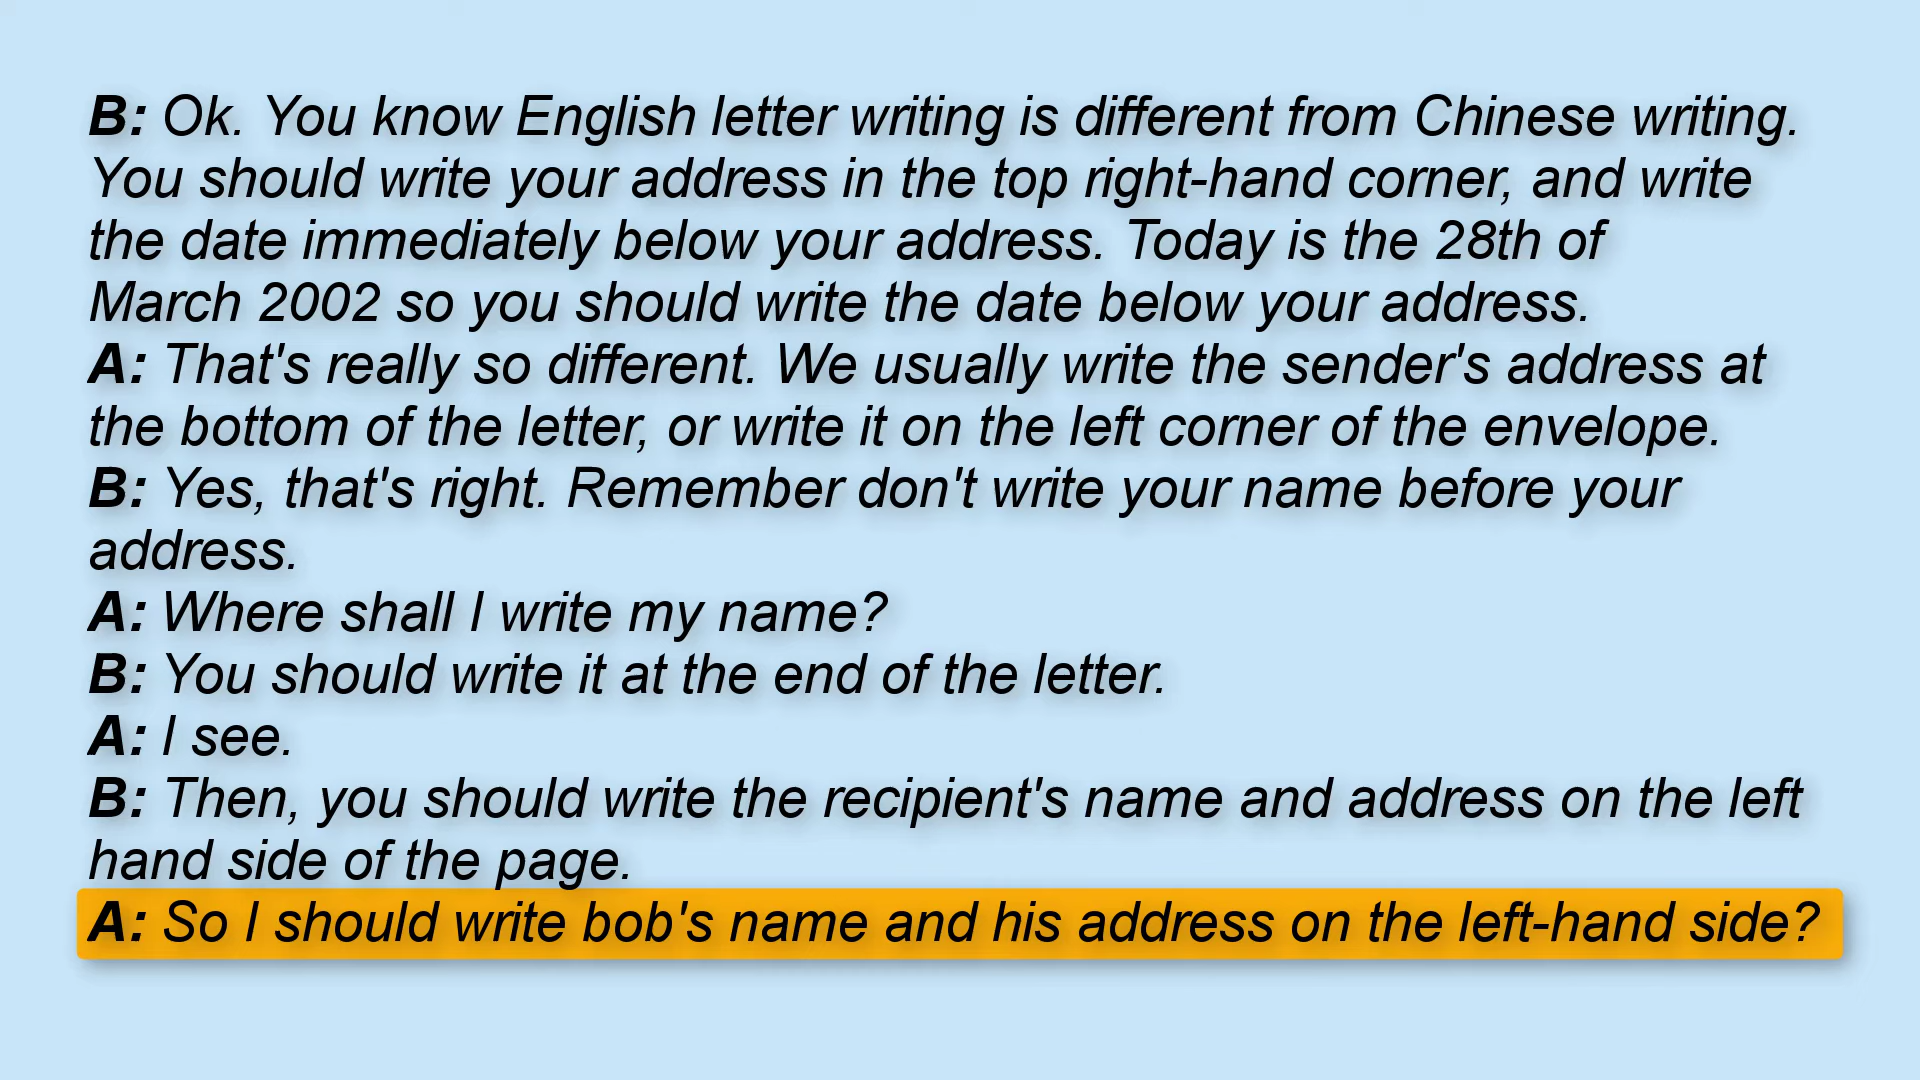 B: Ok. You know English letter writing is different from Chinese writing.
You should write your address in the top right-hand corner, and write
the date immediately below your address. Today is the 28th of
March 2002 so you should write the date below your address.
A: That's really so different. We usually write the sender's address at
the bottom of the letter, or write it on the left corner of the envelope.
B: Yes, that's right. Remember don't write your name before your
address.
A: Where shall I write my name?
B: You should write it at the end of the letter.
A: I see.
B: Then, you should write the recipient's name and address on the left
hand side of the page.
A: So I should write bob's name and his address on the left-hand side?